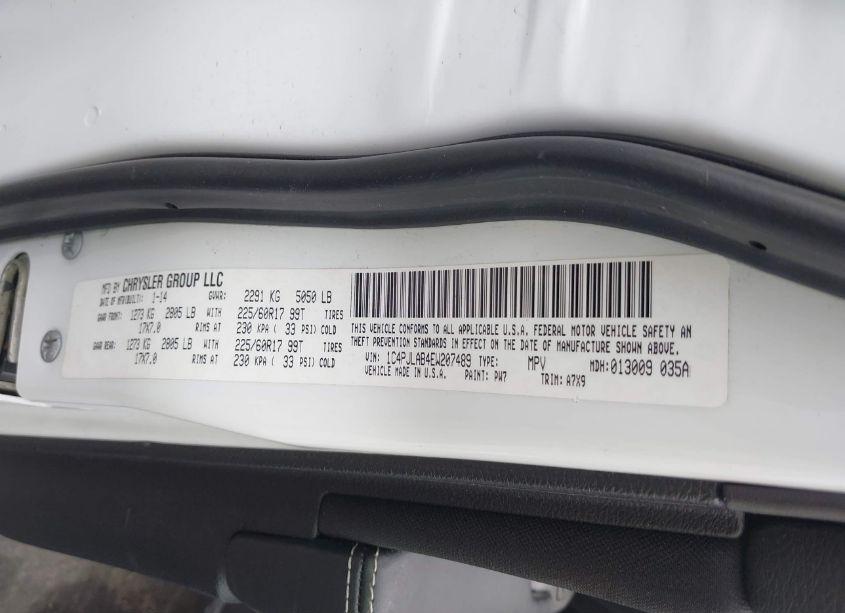 MFD BY CHRYSLER GROUP LLC
DATE OF MFR/BUILT: 1-14 GVWR: 2291 KG 5050 LB
GAWR FRONT: 1273 KG 2805 LB WITH 225/60R17 99T TIRES
17X7.0 RIMS AT 230 KPA ( 33 PSI) COLD
GAWR REAR: 1273 KG 2805 LB WITH 225/60R17 99T TIRES
17X7.0 RIMS AT 230 KPA ( 33 PSI) COLD
THIS VEHICLE CONFORMS TO ALL APPLICABLE U.S.A. FEDERAL MOTOR VEHICLE SAFETY AN
THEFT PREVENTION STANDARDS IN EFFECT ON THE DATE OF MANUFACTURE SHOWN ABOVE.
VIN: 1C4PJLAB4EW207489 TYPE: MPV MDH: 013009 035A
VEHICLE MADE IN U.S.A. PAINT: PW7 TRIM: A7X9